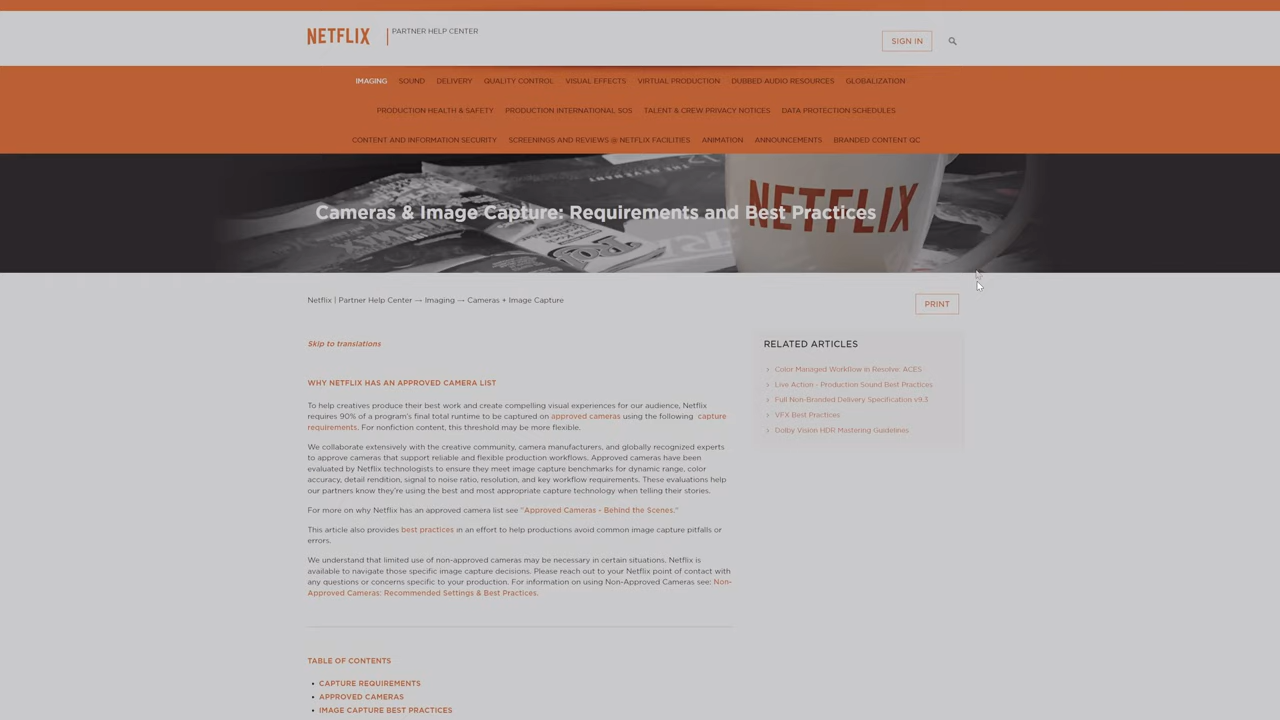 NETFLIX | PARTNER HELP CENTER
SIGN IN
IMAGING SOUND DELIVERY QUALITY CONTROL VISUAL EFFECTS VIRTUAL PRODUCTION DUBBED AUDIO RESOURCES GLOBALIZATION
PRODUCTION HEALTH & SAFETY PRODUCTION INTERNATIONAL SOS TALENT & CREW PRIVACY NOTICES DATA PROTECTION SCHEDULES
CONTENT AND INFORMATION SECURITY SCREENINGS AND REVIEWS @ NETFLIX FACILITIES ANIMATION ANNOUNCEMENTS BRANDED CONTENT QC
NETFLIX
Cameras & Image Capture: Requirements and Best Practices
Netflix | Partner Help Center → Imaging → Cameras + Image Capture
PRINT
Skip to translations
WHY NETFLIX HAS AN APPROVED CAMERA LIST
To help creatives produce their best work and create compelling visual experiences for our audience, Netflix
requires 90% of a program's final total runtime to be captured on approved cameras using the following capture
requirements. For nonfiction content, this threshold may be more flexible.
We collaborate extensively with the creative community, camera manufacturers, and globally recognized experts
to approve cameras that support reliable and flexible production workflows. Approved cameras have been
evaluated by Netflix technologists to ensure they meet image capture benchmarks for dynamic range, color
accuracy, detail rendition, signal to noise ratio, resolution, and key workflow requirements. These evaluations help
our partners know they're using the best and most appropriate capture technology when telling their stories.
For more on why Netflix has an approved camera list see "Approved Cameras - Behind the Scenes."
This article also provides best practices in an effort to help productions avoid common image capture pitfalls or
errors.
We understand that limited use of non-approved cameras may be necessary in certain situations. Netflix is
available to navigate those specific image capture decisions. Please reach out to your Netflix point of contact with
any questions or concerns specific to your production. For information on using Non-Approved Cameras see: Non-
Approved Cameras: Recommended Settings & Best Practices.
TABLE OF CONTENTS
• CAPTURE REQUIREMENTS
• APPROVED CAMERAS
• IMAGE CAPTURE BEST PRACTICES
RELATED ARTICLES
› Color Managed Workflow in Resolve: ACES
› Live Action - Production Sound Best Practices
› Full Non-Branded Delivery Specification v9.3
› VFX Best Practices
› Dolby Vision HDR Mastering Guidelines